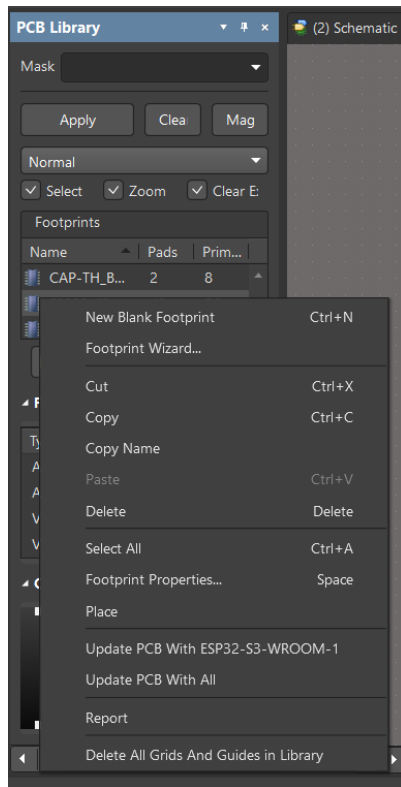 PCB Library
(2) Schematic
Mask
Apply Clea Mag
Normal
Select Zoom Clear E:
Footprints
Name Pads Prim...
CAP-TH_B... 2 8
New Blank Footprint Ctrl+N
Footprint Wizard...
Cut Ctrl+X
Copy Ctrl+C
Copy Name
Paste Ctrl+V
Delete Delete
Select All Ctrl+A
Footprint Properties... Space
Place
Update PCB With ESP32-S3-WROOM-1
Update PCB With All
Report
Delete All Grids And Guides in Library